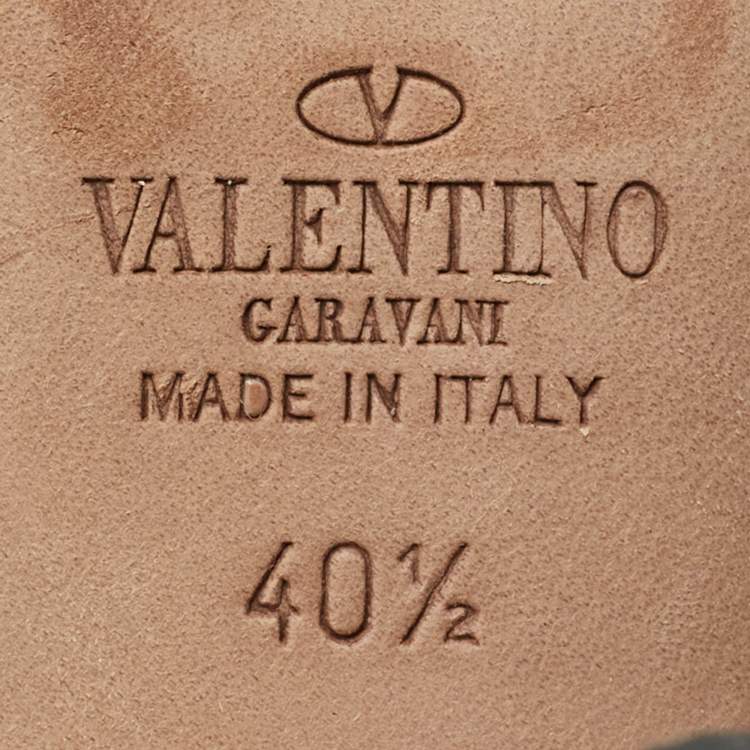 V
VALENTINO
GARAVANI
MADE IN ITALY
40½